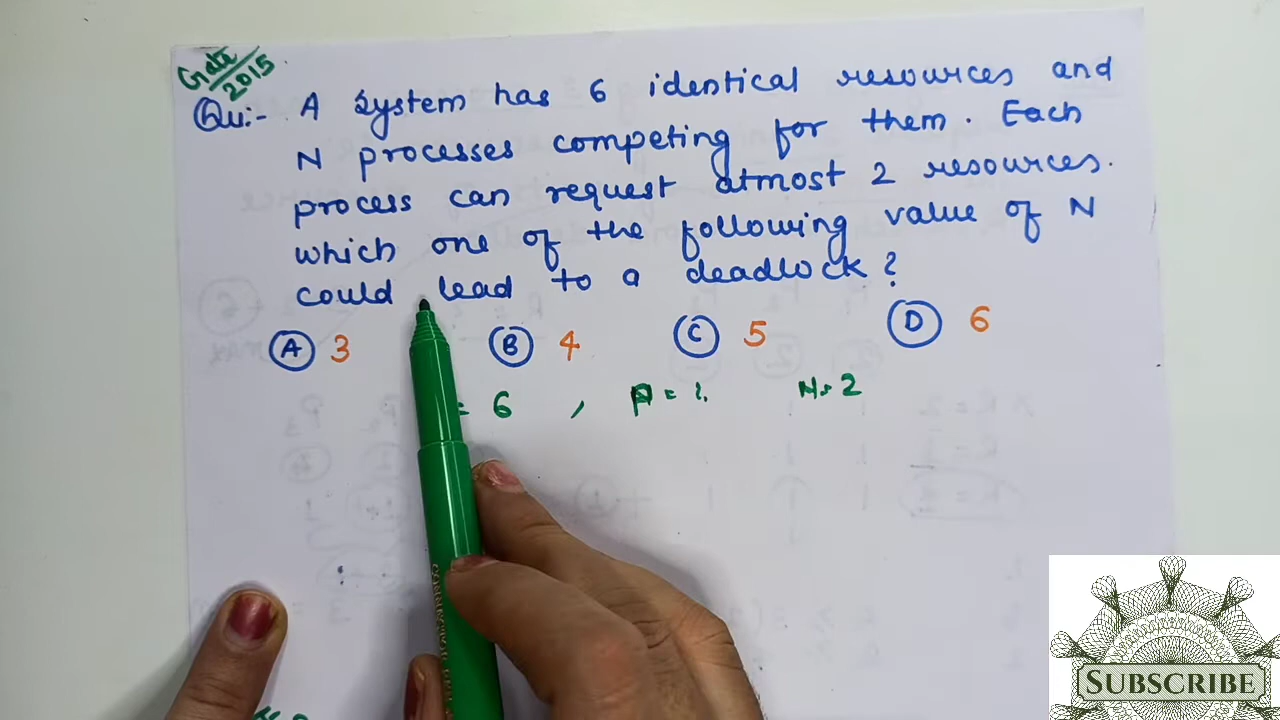 Gate
2015
Qu:- A system has 6 identical resources and
N processes competing for them. Each
process can request atmost 2 resources.
which one of the following value of N
could lead to a deadlock?
A 3 B 4 C 5 D 6
= 6 , P = ? N = 2
SUBSCRIBE